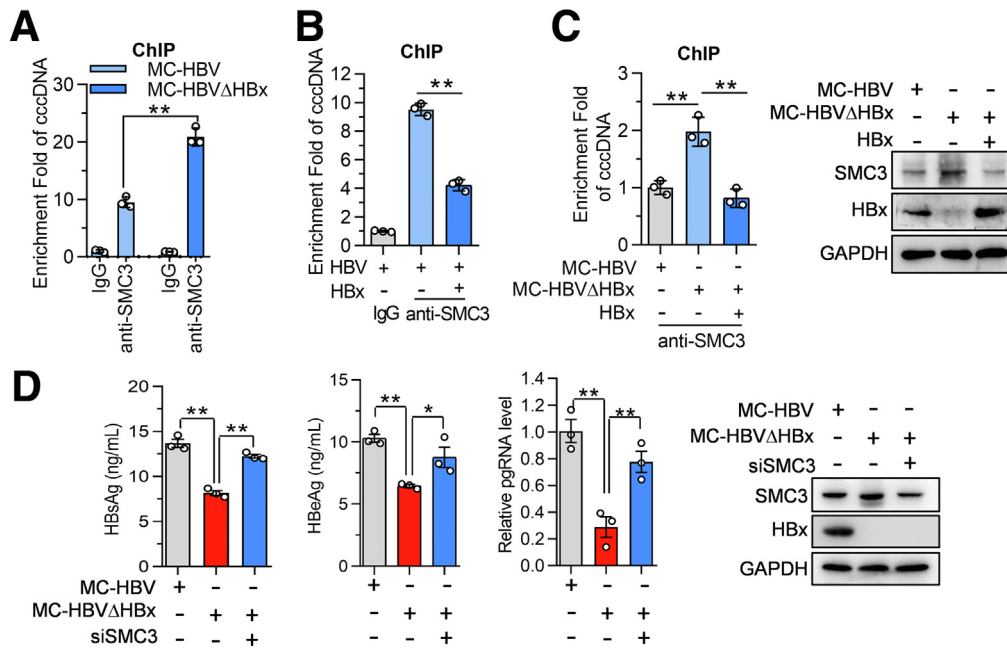 A
ChIP
MC-HBV
MC-HBVΔHBx
Enrichment Fold of cccDNA
30
20
10
0
**
IgG
anti-SMC3
IgG
anti-SMC3
B
ChIP
Enrichment Fold of cccDNA
12
10
8
6
4
2
0
**
HBV + + +
HBx - - +
IgG anti-SMC3
C
ChIP
Enrichment Fold
of cccDNA
3
2
1
0
** **
MC-HBV + - -
MC-HBVΔHBx - + +
HBx - - +
anti-SMC3
MC-HBV + - -
MC-HBVΔHBx - + +
HBx - - +
SMC3
HBx
GAPDH
D
HBsAg (ng/mL)
20
15
10
5
0
** **
HBeAg (ng/mL)
15
10
5
0
** *
Relative pgRNA level
1.4
1.2
1.0
0.8
0.6
0.4
0.2
0.0
** **
MC-HBV + - - + - - + - -
MC-HBVΔHBx - + + - + + - + +
siSMC3 - - + - - + - - +
MC-HBV + - -
MC-HBVΔHBx - + +
siSMC3 - - +
SMC3
HBx
GAPDH